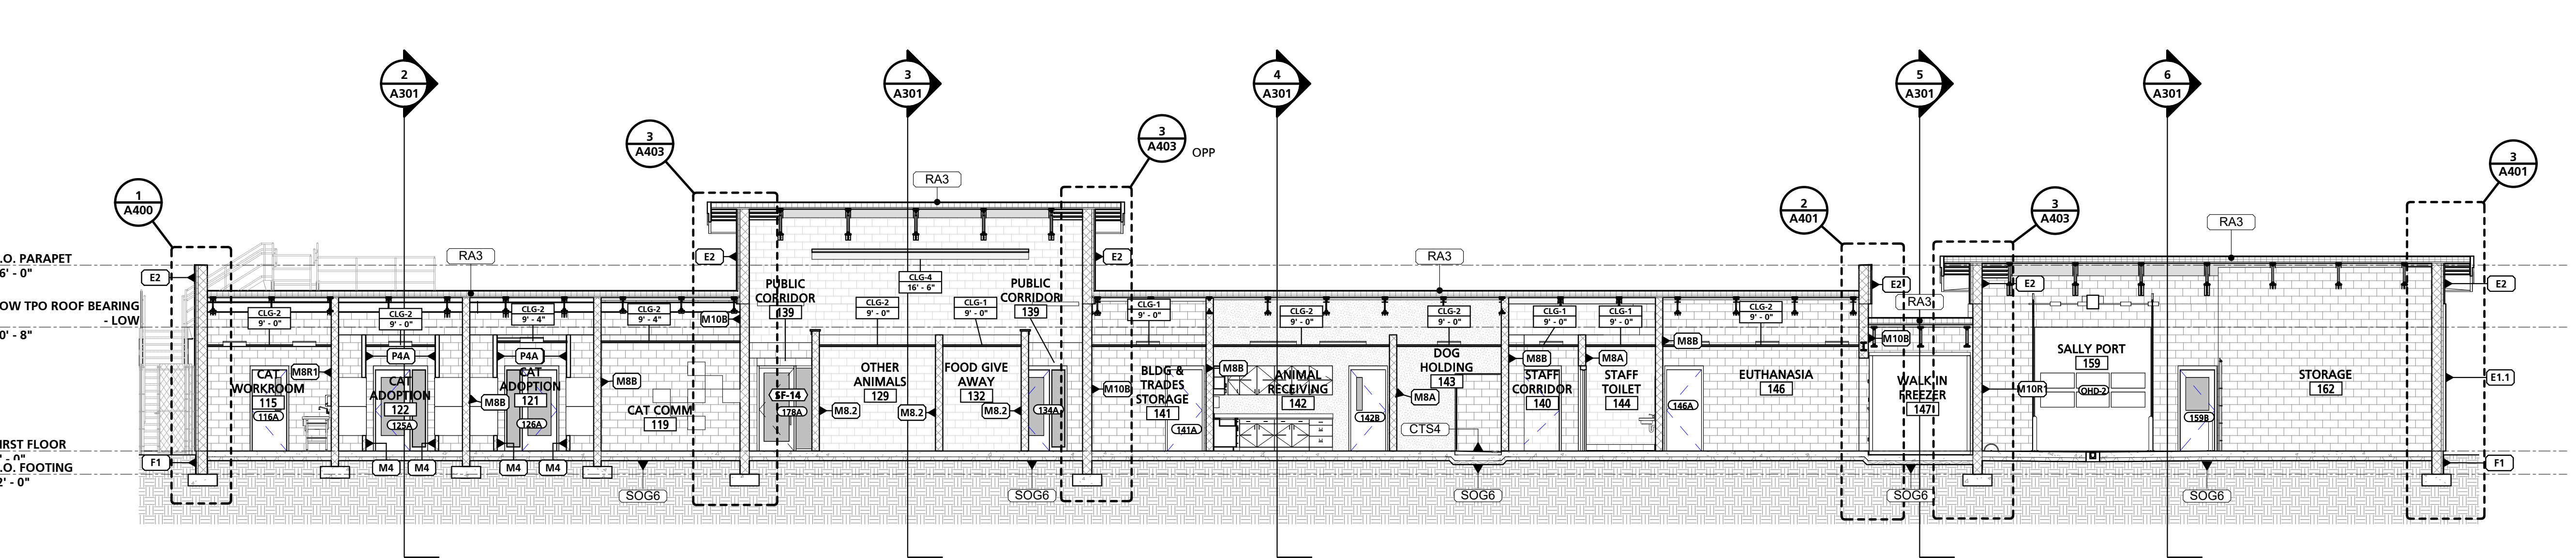 2
A301
3
A301
4
A301
5
A301
6
A301
3
A403
3
A403
OPP
3
A401
1
A400
2
A401
3
A403
RA3
RA3
RA3
RA3
RA3
.O. PARAPET
6' - 0"
OW TPO ROOF BEARING
- LOW
0' - 8"
IRST FLOOR
' - 0"
.O. FOOTING
2' - 0"
E2
F1
CLG-2
9' - 0"
CAT
WORKROOM
115
116A
M8R1
CLG-2
9' - 0"
P4A
CAT
ADOPTION
122
125A
M4
M4
CLG-2
9' - 4"
P4A
CAT
ADOPTION
121
126A
M8B
M4
M4
CLG-2
9' - 4"
M8B
CAT COMM
119
SOG6
E2
M10B
PUBLIC
CORRIDOR
139
SF-14
178A
CLG-4
16' - 6"
CLG-2
9' - 0"
OTHER
ANIMALS
129
M8.2
M8.2
CLG-1
9' - 0"
FOOD GIVE
AWAY
132
M8.2
PUBLIC
CORRIDOR
139
134A
SOG6
E2
M10B
CLG-1
9' - 0"
BLDG &
TRADES
STORAGE
141
141A
M8B
CLG-2
9' - 0"
ANIMAL
RECEIVING
142
142B
CLG-2
9' - 0"
DOG
HOLDING
143
M8A
CTS4
SOG6
CLG-1
9' - 0"
M8B
STAFF
CORRIDOR
140
CLG-1
9' - 0"
M8A
STAFF
TOILET
144
M8B
146A
CLG-2
9' - 0"
EUTHANASIA
146
E2
M10B
WALK IN
FREEZER
147
SOG6
E2
M10R
SALLY PORT
159
OHD-2
159B
SOG6
STORAGE
162
E2
E1.1
F1